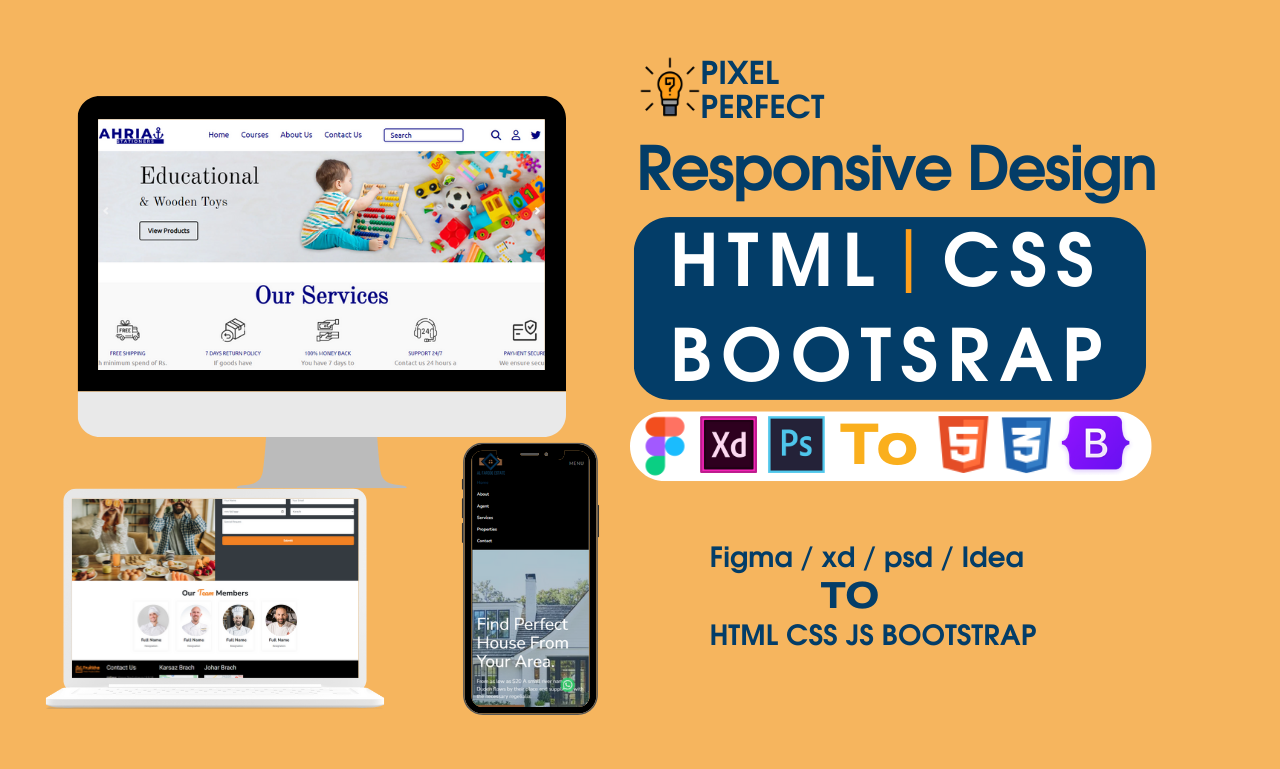 PIXEL
PERFECT
Responsive Design
HTML | CSS
BOOTSRAP
Xd Ps To 5 3 B
Figma / xd / psd / Idea
TO
HTML CSS JS BOOTSTRAP
AHRIA
STATIONERS
Home Courses About Us Contact Us Search
Educational
& Wooden Toys
View Products
Our Services
FREE
24
FREE SHIPPING 7 DAYS RETURN POLICY 100% MONEY BACK SUPPORT 24/7 PAYMENT SECURE
h minimum spend of Rs. If goods have You have 7 days to Contact us 24 hours a We ensure secu
Our Team Members
Full Name Full Name Full Name Full Name
Contact Us Karsaz Brach Johar Brach
MENU
Home
About
Agent
Services
Properties
Contact
Find Perfect
House From
Your Area.